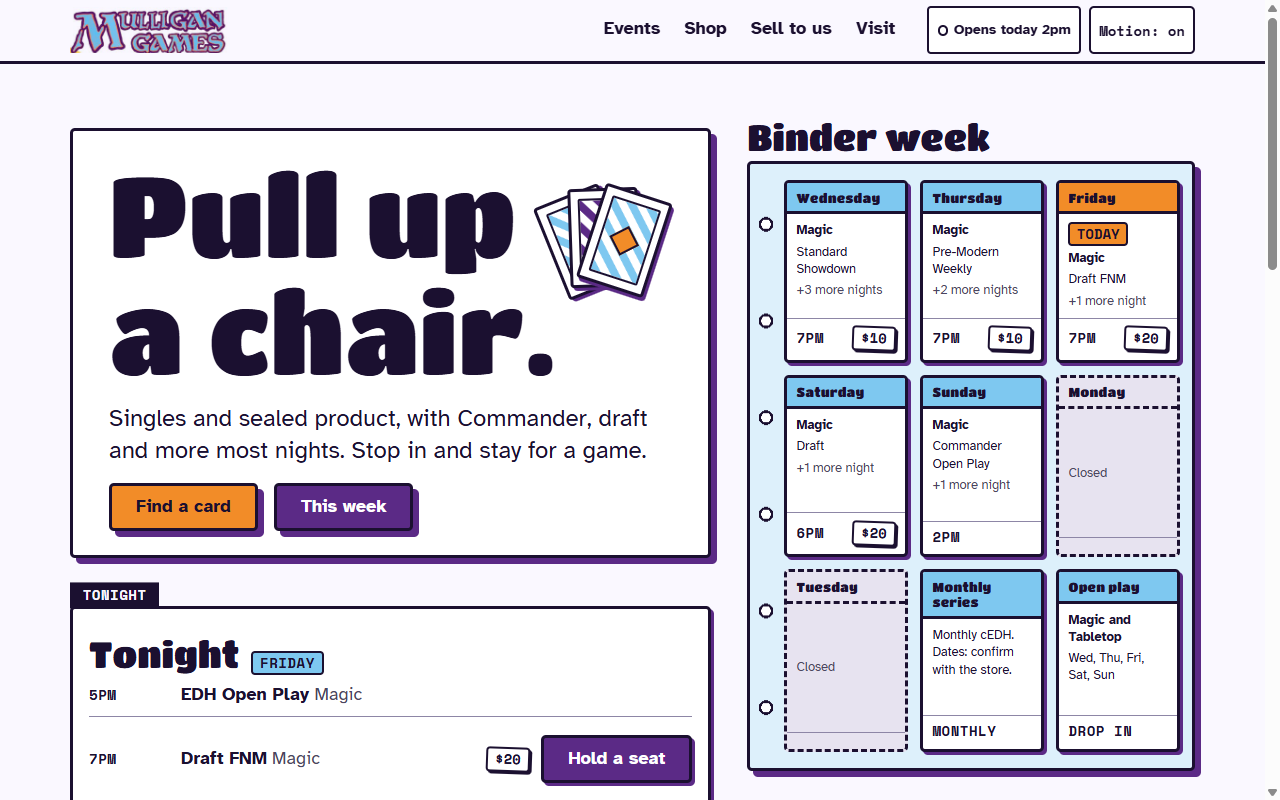 MULLIGAN
GAMES
Events
Shop
Sell to us
Visit
Opens today 2pm
Motion: on
Pull up
a chair.
Singles and sealed product, with Commander, draft
and more most nights. Stop in and stay for a game.
Find a card
This week
TONIGHT
Tonight
FRIDAY
5PM
EDH Open Play Magic
7PM
Draft FNM Magic
$20
Hold a seat
Binder week
Wednesday
Magic
Standard
Showdown
+3 more nights
7PM
$10
Thursday
Magic
Pre-Modern
Weekly
+2 more nights
7PM
$10
Friday
TODAY
Magic
Draft FNM
+1 more night
7PM
$20
Saturday
Magic
Draft
+1 more night
6PM
$20
Sunday
Magic
Commander
Open Play
+1 more night
2PM
Monday
Closed
Tuesday
Closed
Monthly
series
Monthly cEDH.
Dates: confirm
with the store.
MONTHLY
Open play
Magic and
Tabletop
Wed, Thu, Fri,
Sat, Sun
DROP IN